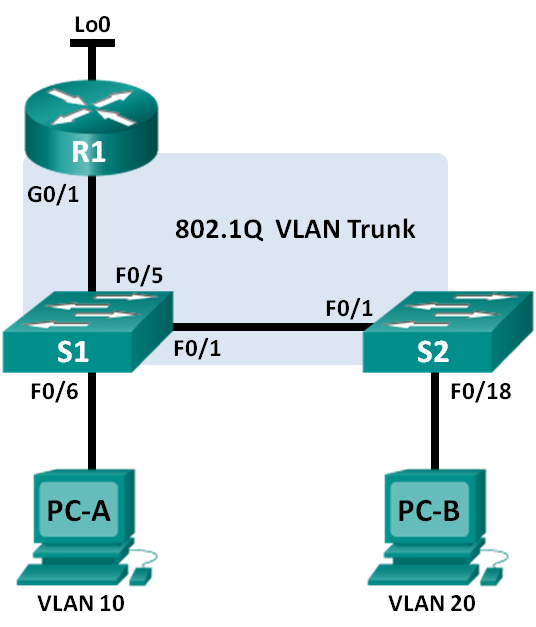 Lo0
R1
G0/1
802.1Q VLAN Trunk
F0/5
F0/1
F0/1
S1
S2
F0/6
F0/18
PC-A
PC-B
VLAN 10
VLAN 20